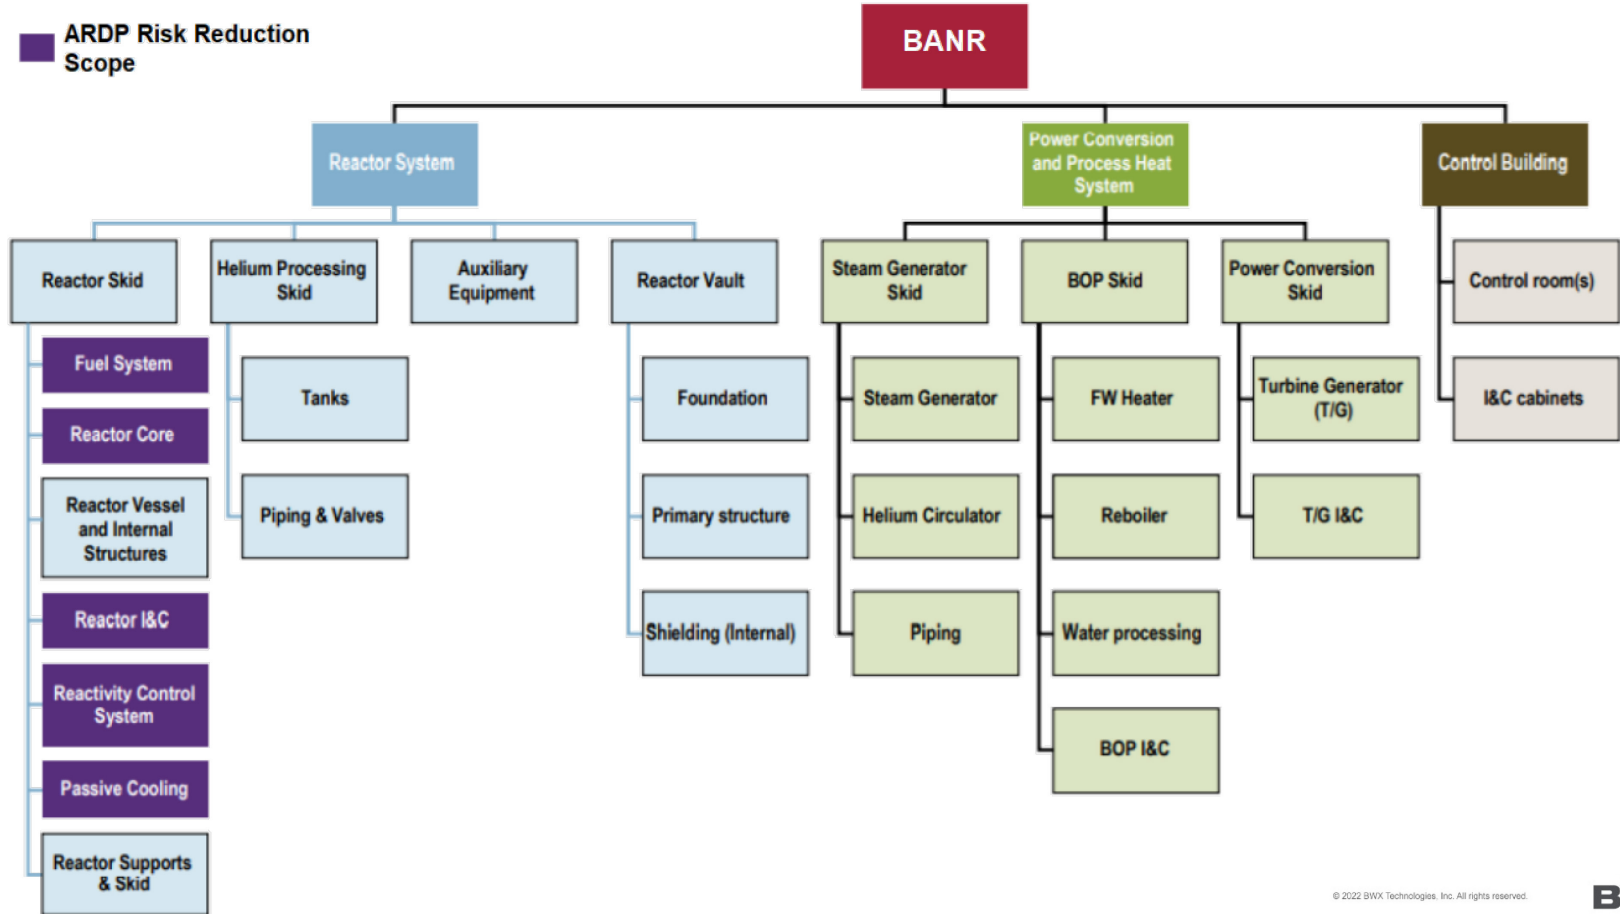 ARDP Risk Reduction
Scope
BANR
Reactor System
Power Conversion
and Process Heat
System
Control Building
Reactor Skid
Helium Processing
Skid
Auxiliary
Equipment
Reactor Vault
Steam Generator
Skid
BOP Skid
Power Conversion
Skid
Control room(s)
I&C cabinets
Fuel System
Reactor Core
Reactor Vessel
and Internal
Structures
Reactor I&C
Reactivity Control
System
Passive Cooling
Reactor Supports
& Skid
Tanks
Piping & Valves
Foundation
Primary structure
Shielding (Internal)
Steam Generator
Helium Circulator
Piping
FW Heater
Reboiler
Water processing
BOP I&C
Turbine Generator
(T/G)
T/G I&C
© 2022 BWX Technologies, Inc. All rights reserved.
B